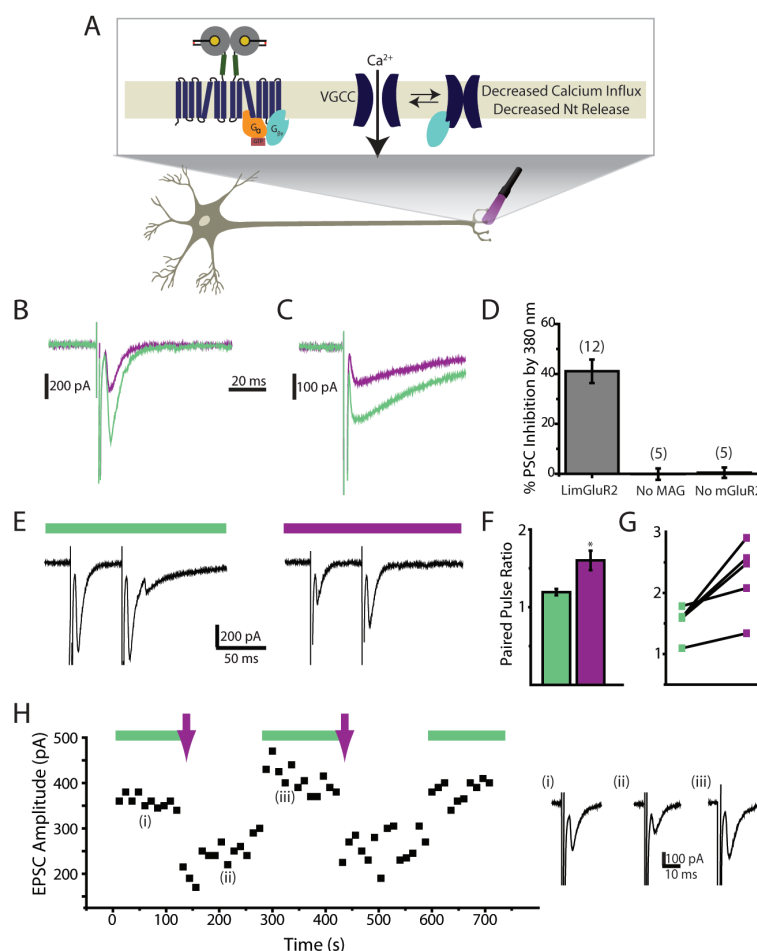 A
Ca2+
VGCC
Decreased Calcium Influx
Decreased Nt Release
Gα
Gβγ
GTP
B
200 pA
20 ms
C
100 pA
D
% PSC Inhibition by 380 nm
60
40
20
0
(12)
(5)
(5)
LimGluR2
No MAG
No mGluR2
E
200 pA
50 ms
F
Paired Pulse Ratio
2
1
*
G
3
2
1
H
EPSC Amplitude (pA)
500
400
300
200
(i)
(ii)
(iii)
0
100
200
300
400
500
600
700
Time (s)
(i)
(ii)
(iii)
100 pA
10 ms